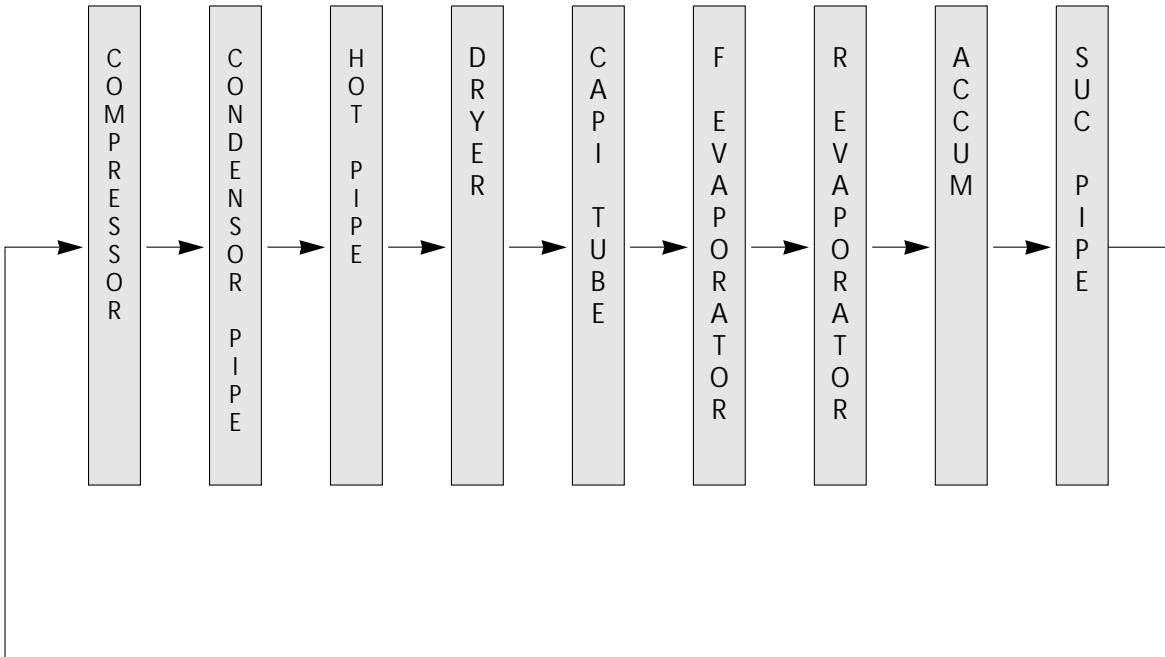 COMPRESSOR
CONDENSOR PIPE
HOT PIPE
DRYER
CAPI TUBE
F EVAPORATOR
R EVAPORATOR
ACCUM
SUC PIPE